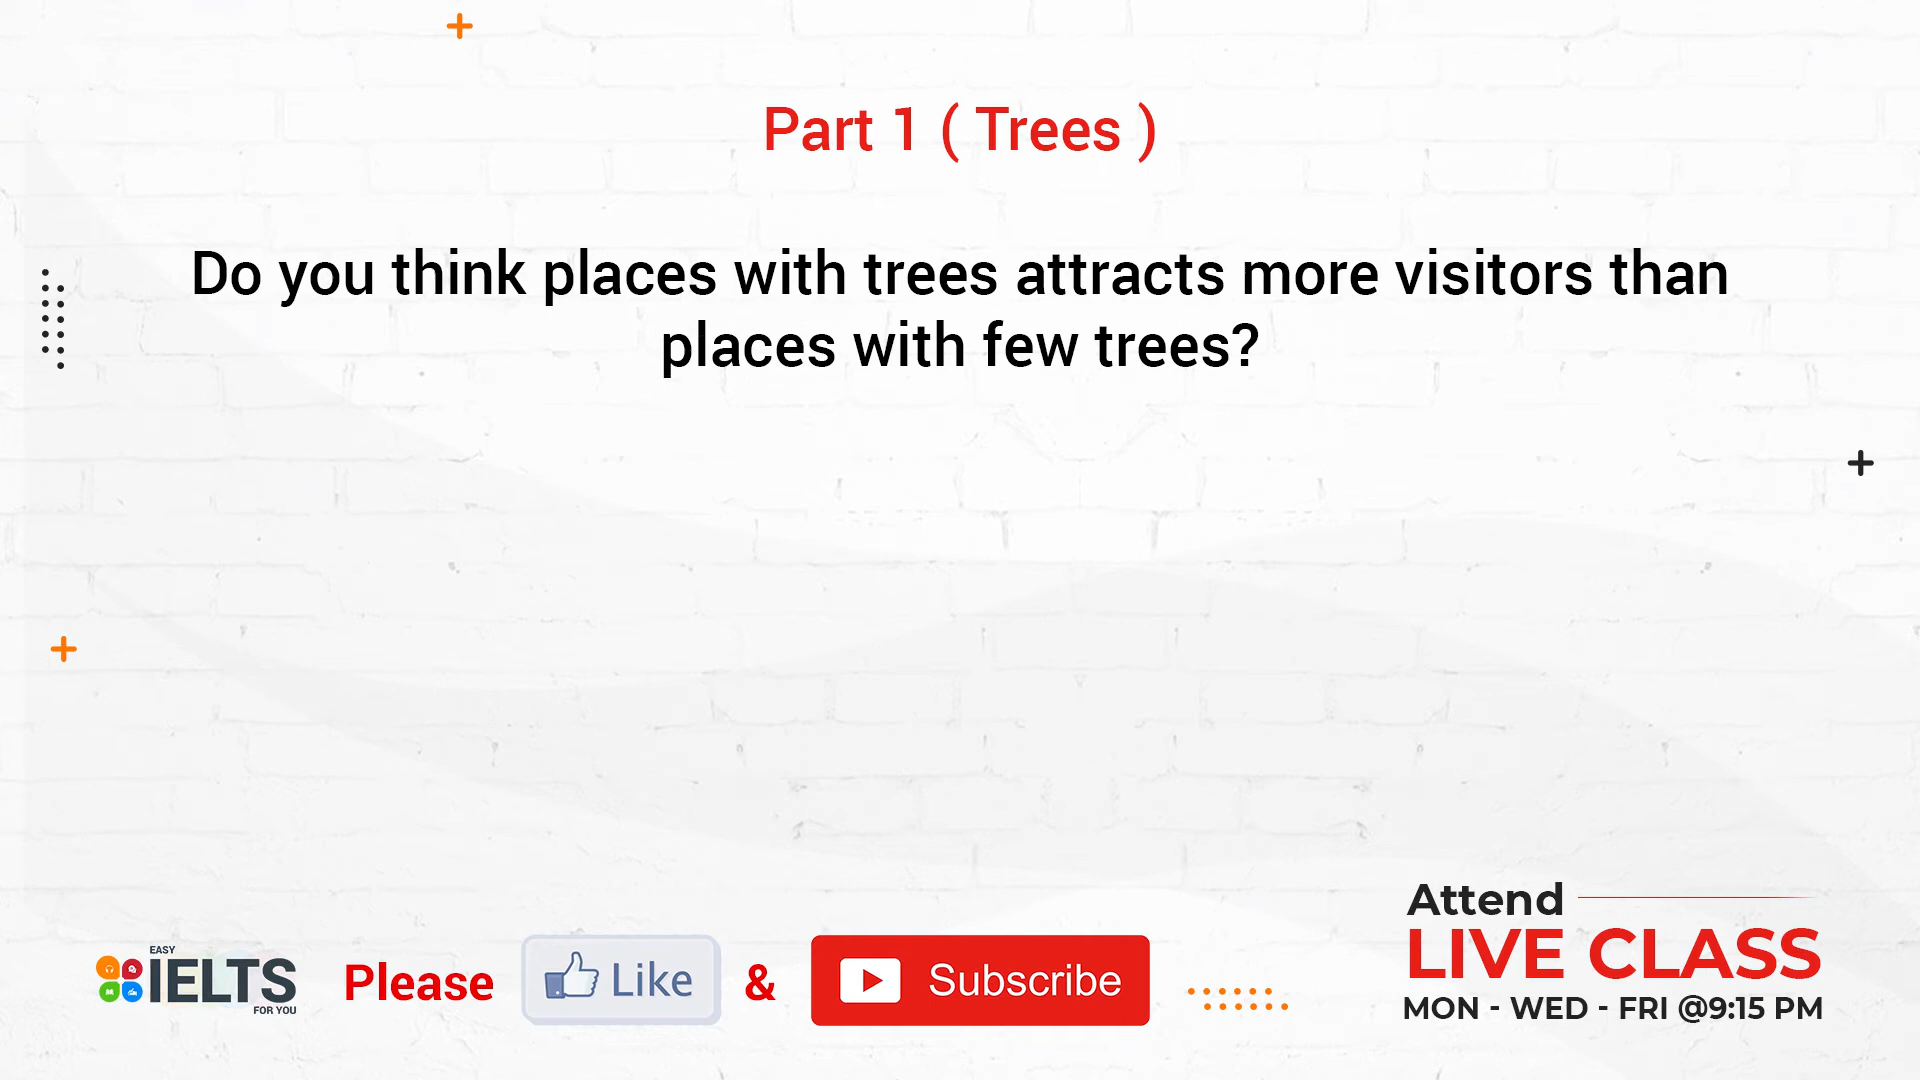 Part 1 ( Trees )
Do you think places with trees attracts more visitors than
places with few trees?
EASY
IELTS
FOR YOU
Please
Like
&
Subscribe
Attend
LIVE CLASS
MON - WED - FRI @9:15 PM